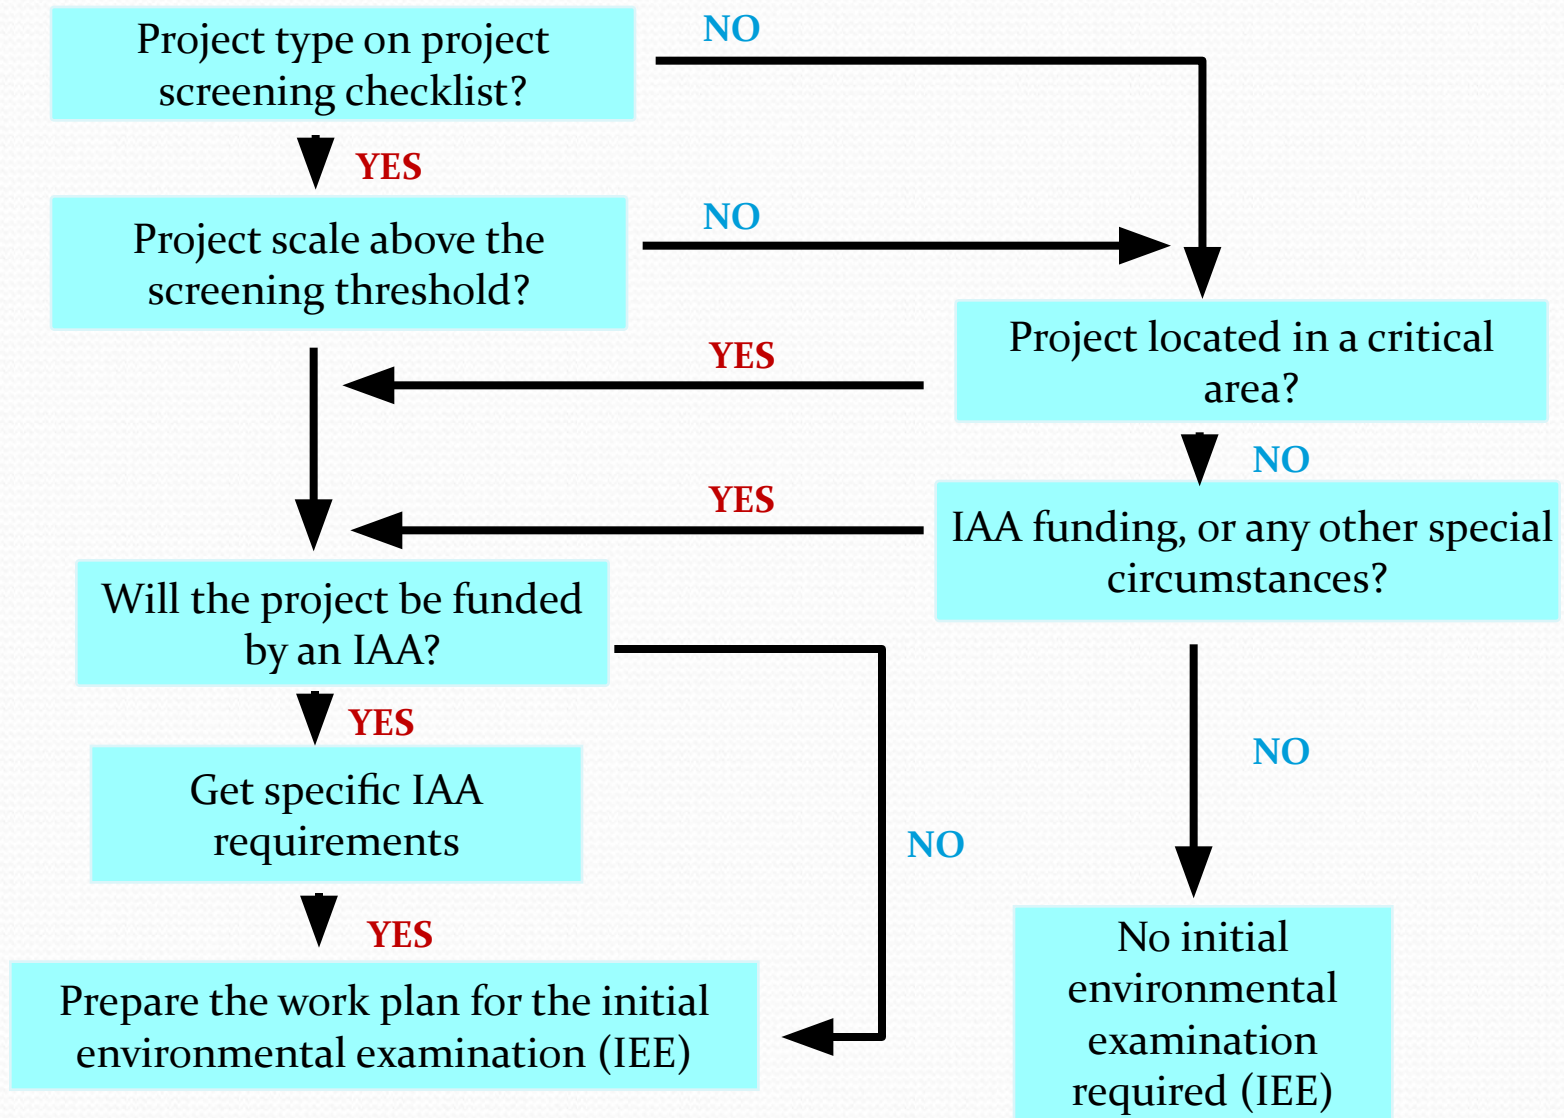 Project type on project
screening checklist?
NO
YES
Project scale above the
screening threshold?
NO
Project located in a critical
area?
YES
NO
YES
IAA funding, or any other special
circumstances?
Will the project be funded
by an IAA?
YES
NO
Get specific IAA
requirements
NO
YES
Prepare the work plan for the initial
environmental examination (IEE)
No initial
environmental
examination
required (IEE)